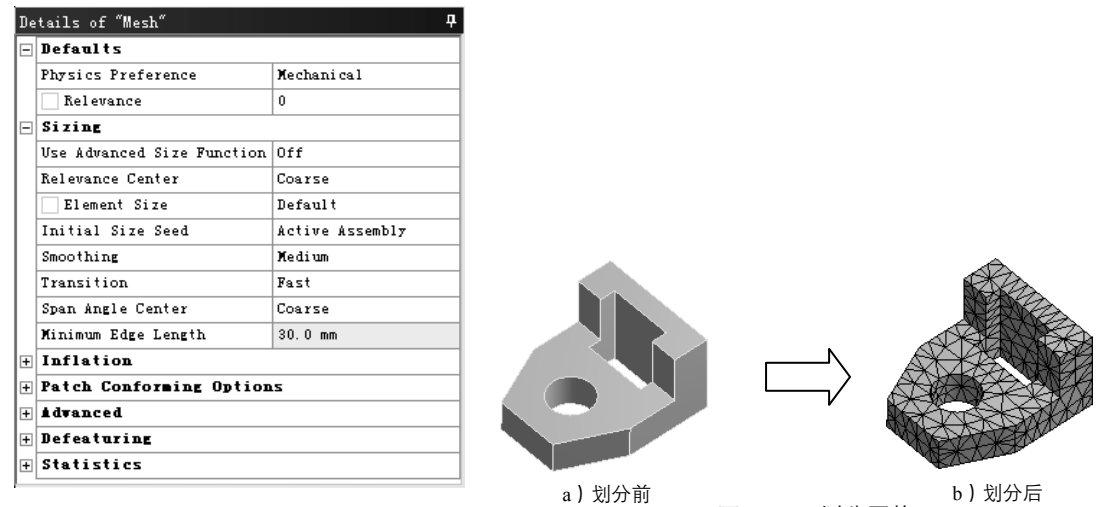 Details of "Mesh"
Defaults
Physics Preference Mechanical
Relevance 0
Sizing
Use Advanced Size Function Off
Relevance Center Coarse
Element Size Default
Initial Size Seed Active Assembly
Smoothing Medium
Transition Fast
Span Angle Center Coarse
Minimum Edge Length 30.0 mm
Inflation
Patch Conforming Options
Advanced
Defeaturing
Statistics
a）划分前
b）划分后